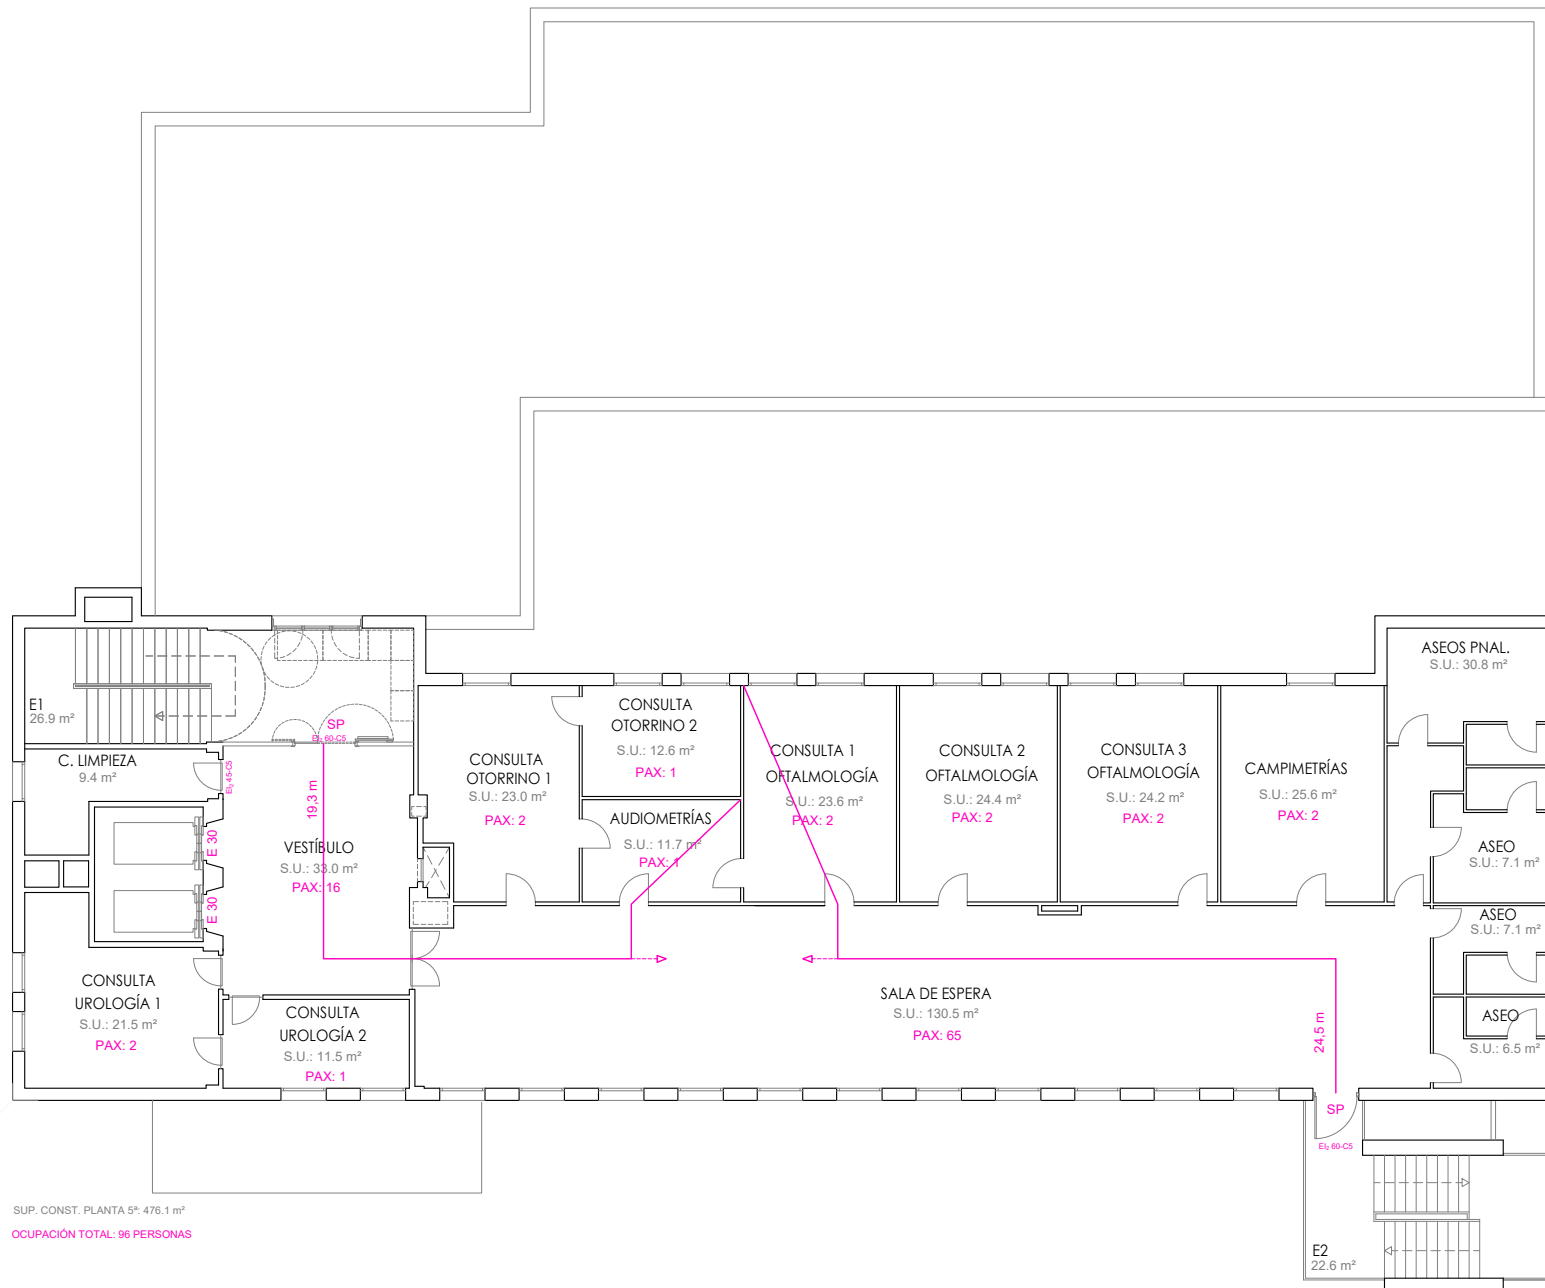 ASEOS PNAL.
S.U.: 30.8 m²
E1
26.9 m²
SP
EI₂ 60-C5
C. LIMPIEZA
9.4 m²
EI₂ 45-C5
19,3 m
E 30
E 30
VESTÍBULO
S.U.: 33.0 m²
PAX: 16
CONSULTA
OTORRINO 1
S.U.: 23.0 m²
PAX: 2
CONSULTA
OTORRINO 2
S.U.: 12.6 m²
PAX: 1
AUDIOMETRÍAS
S.U.: 11.7 m²
PAX: 1
CONSULTA 1
OFTALMOLOGÍA
S.U.: 23.6 m²
PAX: 2
CONSULTA 2
OFTALMOLOGÍA
S.U.: 24.4 m²
PAX: 2
CONSULTA 3
OFTALMOLOGÍA
S.U.: 24.2 m²
PAX: 2
CAMPIMETRÍAS
S.U.: 25.6 m²
PAX: 2
ASEO
S.U.: 7.1 m²
ASEO
S.U.: 7.1 m²
ASEO
S.U.: 6.5 m²
CONSULTA
UROLOGÍA 1
S.U.: 21.5 m²
PAX: 2
CONSULTA
UROLOGÍA 2
S.U.: 11.5 m²
PAX: 1
SALA DE ESPERA
S.U.: 130.5 m²
PAX: 65
24,5 m
SP
EI₂ 60-C5
E2
22.6 m²
SUP. CONST. PLANTA 5ª: 476.1 m²
OCUPACIÓN TOTAL: 96 PERSONAS